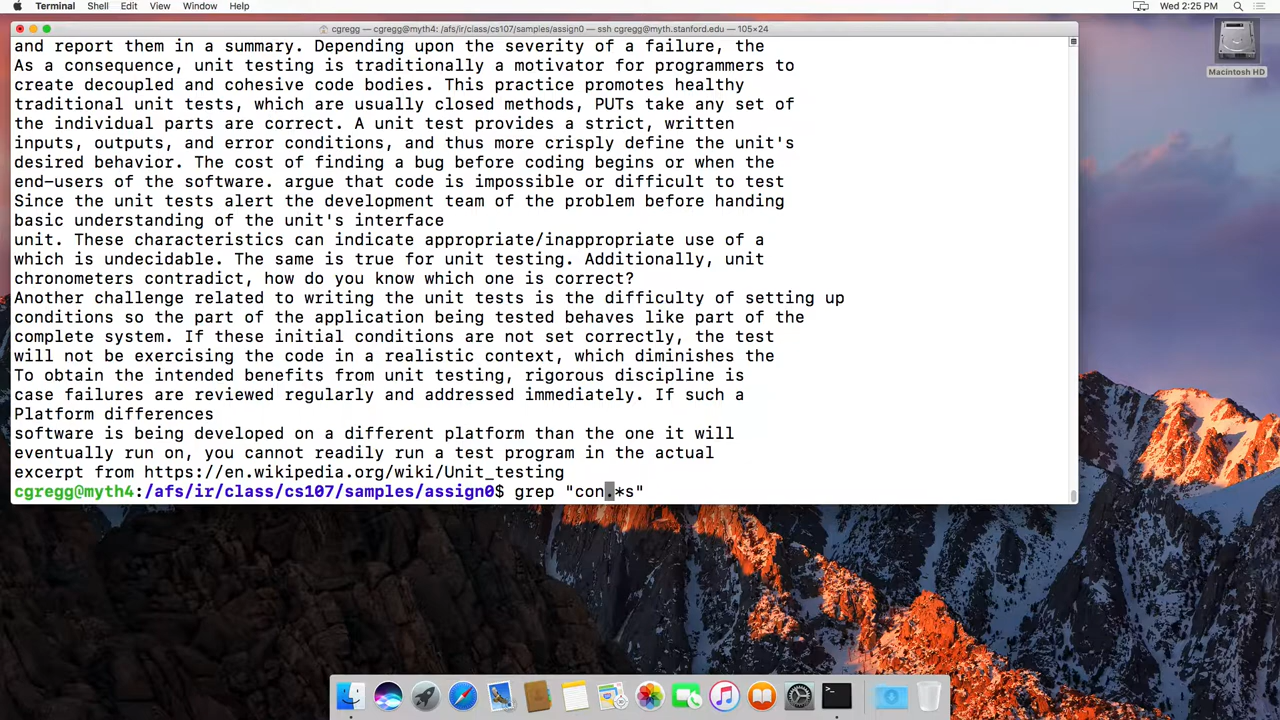 Terminal Shell Edit View Window Help Wed 2:25 PM
cgregg — cgregg@myth4: /afs/ir/class/cs107/samples/assign0 — ssh cgregg@myth.stanford.edu — 105×24
and report them in a summary. Depending upon the severity of a failure, the
As a consequence, unit testing is traditionally a motivator for programmers to
create decoupled and cohesive code bodies. This practice promotes healthy
traditional unit tests, which are usually closed methods, PUTs take any set of
the individual parts are correct. A unit test provides a strict, written
inputs, outputs, and error conditions, and thus more crisply define the unit's
desired behavior. The cost of finding a bug before coding begins or when the
end-users of the software. argue that code is impossible or difficult to test
Since the unit tests alert the development team of the problem before handing
basic understanding of the unit's interface
unit. These characteristics can indicate appropriate/inappropriate use of a
which is undecidable. The same is true for unit testing. Additionally, unit
chronometers contradict, how do you know which one is correct?
Another challenge related to writing the unit tests is the difficulty of setting up
conditions so the part of the application being tested behaves like part of the
complete system. If these initial conditions are not set correctly, the test
will not be exercising the code in a realistic context, which diminishes the
To obtain the intended benefits from unit testing, rigorous discipline is
case failures are reviewed regularly and addressed immediately. If such a
Platform differences
software is being developed on a different platform than the one it will
eventually run on, you cannot readily run a test program in the actual
excerpt from https://en.wikipedia.org/wiki/Unit_testing
cgregg@myth4:/afs/ir/class/cs107/samples/assign0$ grep "con.*s"
Macintosh HD